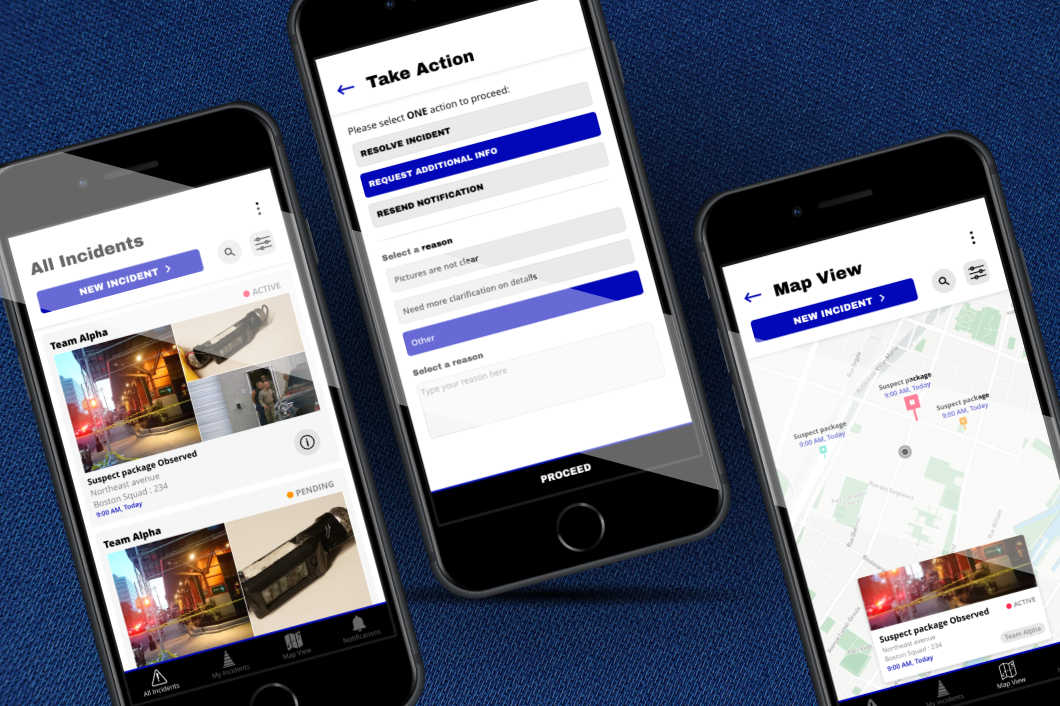 All Incidents
NEW INCIDENT
ACTIVE
Team Alpha
Suspect package Observed
Northeast avenue
Boston Squad : 234
9:00 AM, Today
PENDING
Team Alpha
All Incidents
My Incidents
Map View
Notifications
Take Action
Please select ONE action to proceed:
RESOLVE INCIDENT
REQUEST ADDITIONAL INFO
RESEND NOTIFICATION
Select a reason
Pictures are not clear
Need more clarification on details
Other
Select a reason
Type your reason here
PROCEED
Map View
NEW INCIDENT
Suspect package
9:00 AM, Today
Suspect package
9:00 AM, Today
Suspect package
9:00 AM, Today
Rue des Seigneurs
Suspect package Observed
ACTIVE
Northeast avenue
Boston Squad : 234
Team Alpha
9:00 AM, Today
My Incidents
Map View